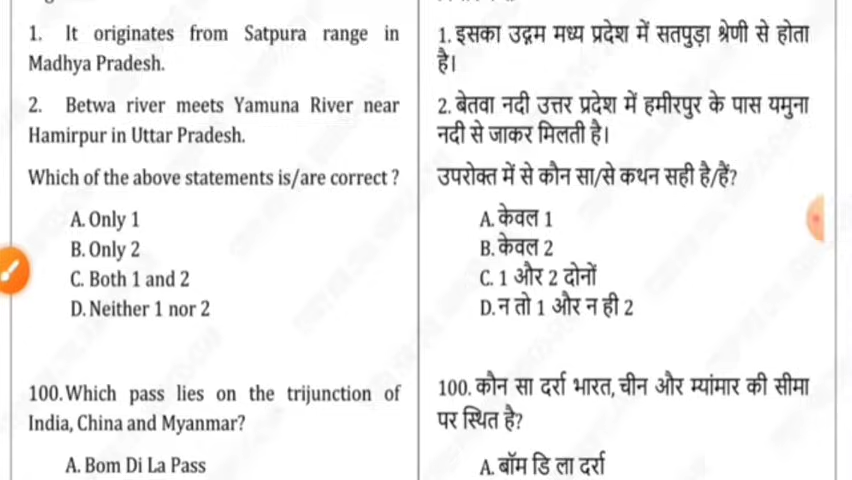 1. It originates from Satpura range in
Madhya Pradesh.
2. Betwa river meets Yamuna River near
Hamirpur in Uttar Pradesh.
Which of the above statements is/are correct ?
A. Only 1
B. Only 2
C. Both 1 and 2
D. Neither 1 nor 2
100. Which pass lies on the trijunction of
India, China and Myanmar?
A. Bom Di La Pass
1. इसका उद्गम मध्य प्रदेश में सतपुड़ा श्रेणी से होता
है।
2. बेतवा नदी उत्तर प्रदेश में हमीरपुर के पास यमुना
नदी से जाकर मिलती है।
उपरोक्त में से कौन सा/से कथन सही है/हैं?
A. केवल 1
B. केवल 2
C. 1 और 2 दोनों
D. न तो 1 और न ही 2
100. कौन सा दर्रा भारत, चीन और म्यांमार की सीमा
पर स्थित है?
A. बॉम डि ला दर्रा